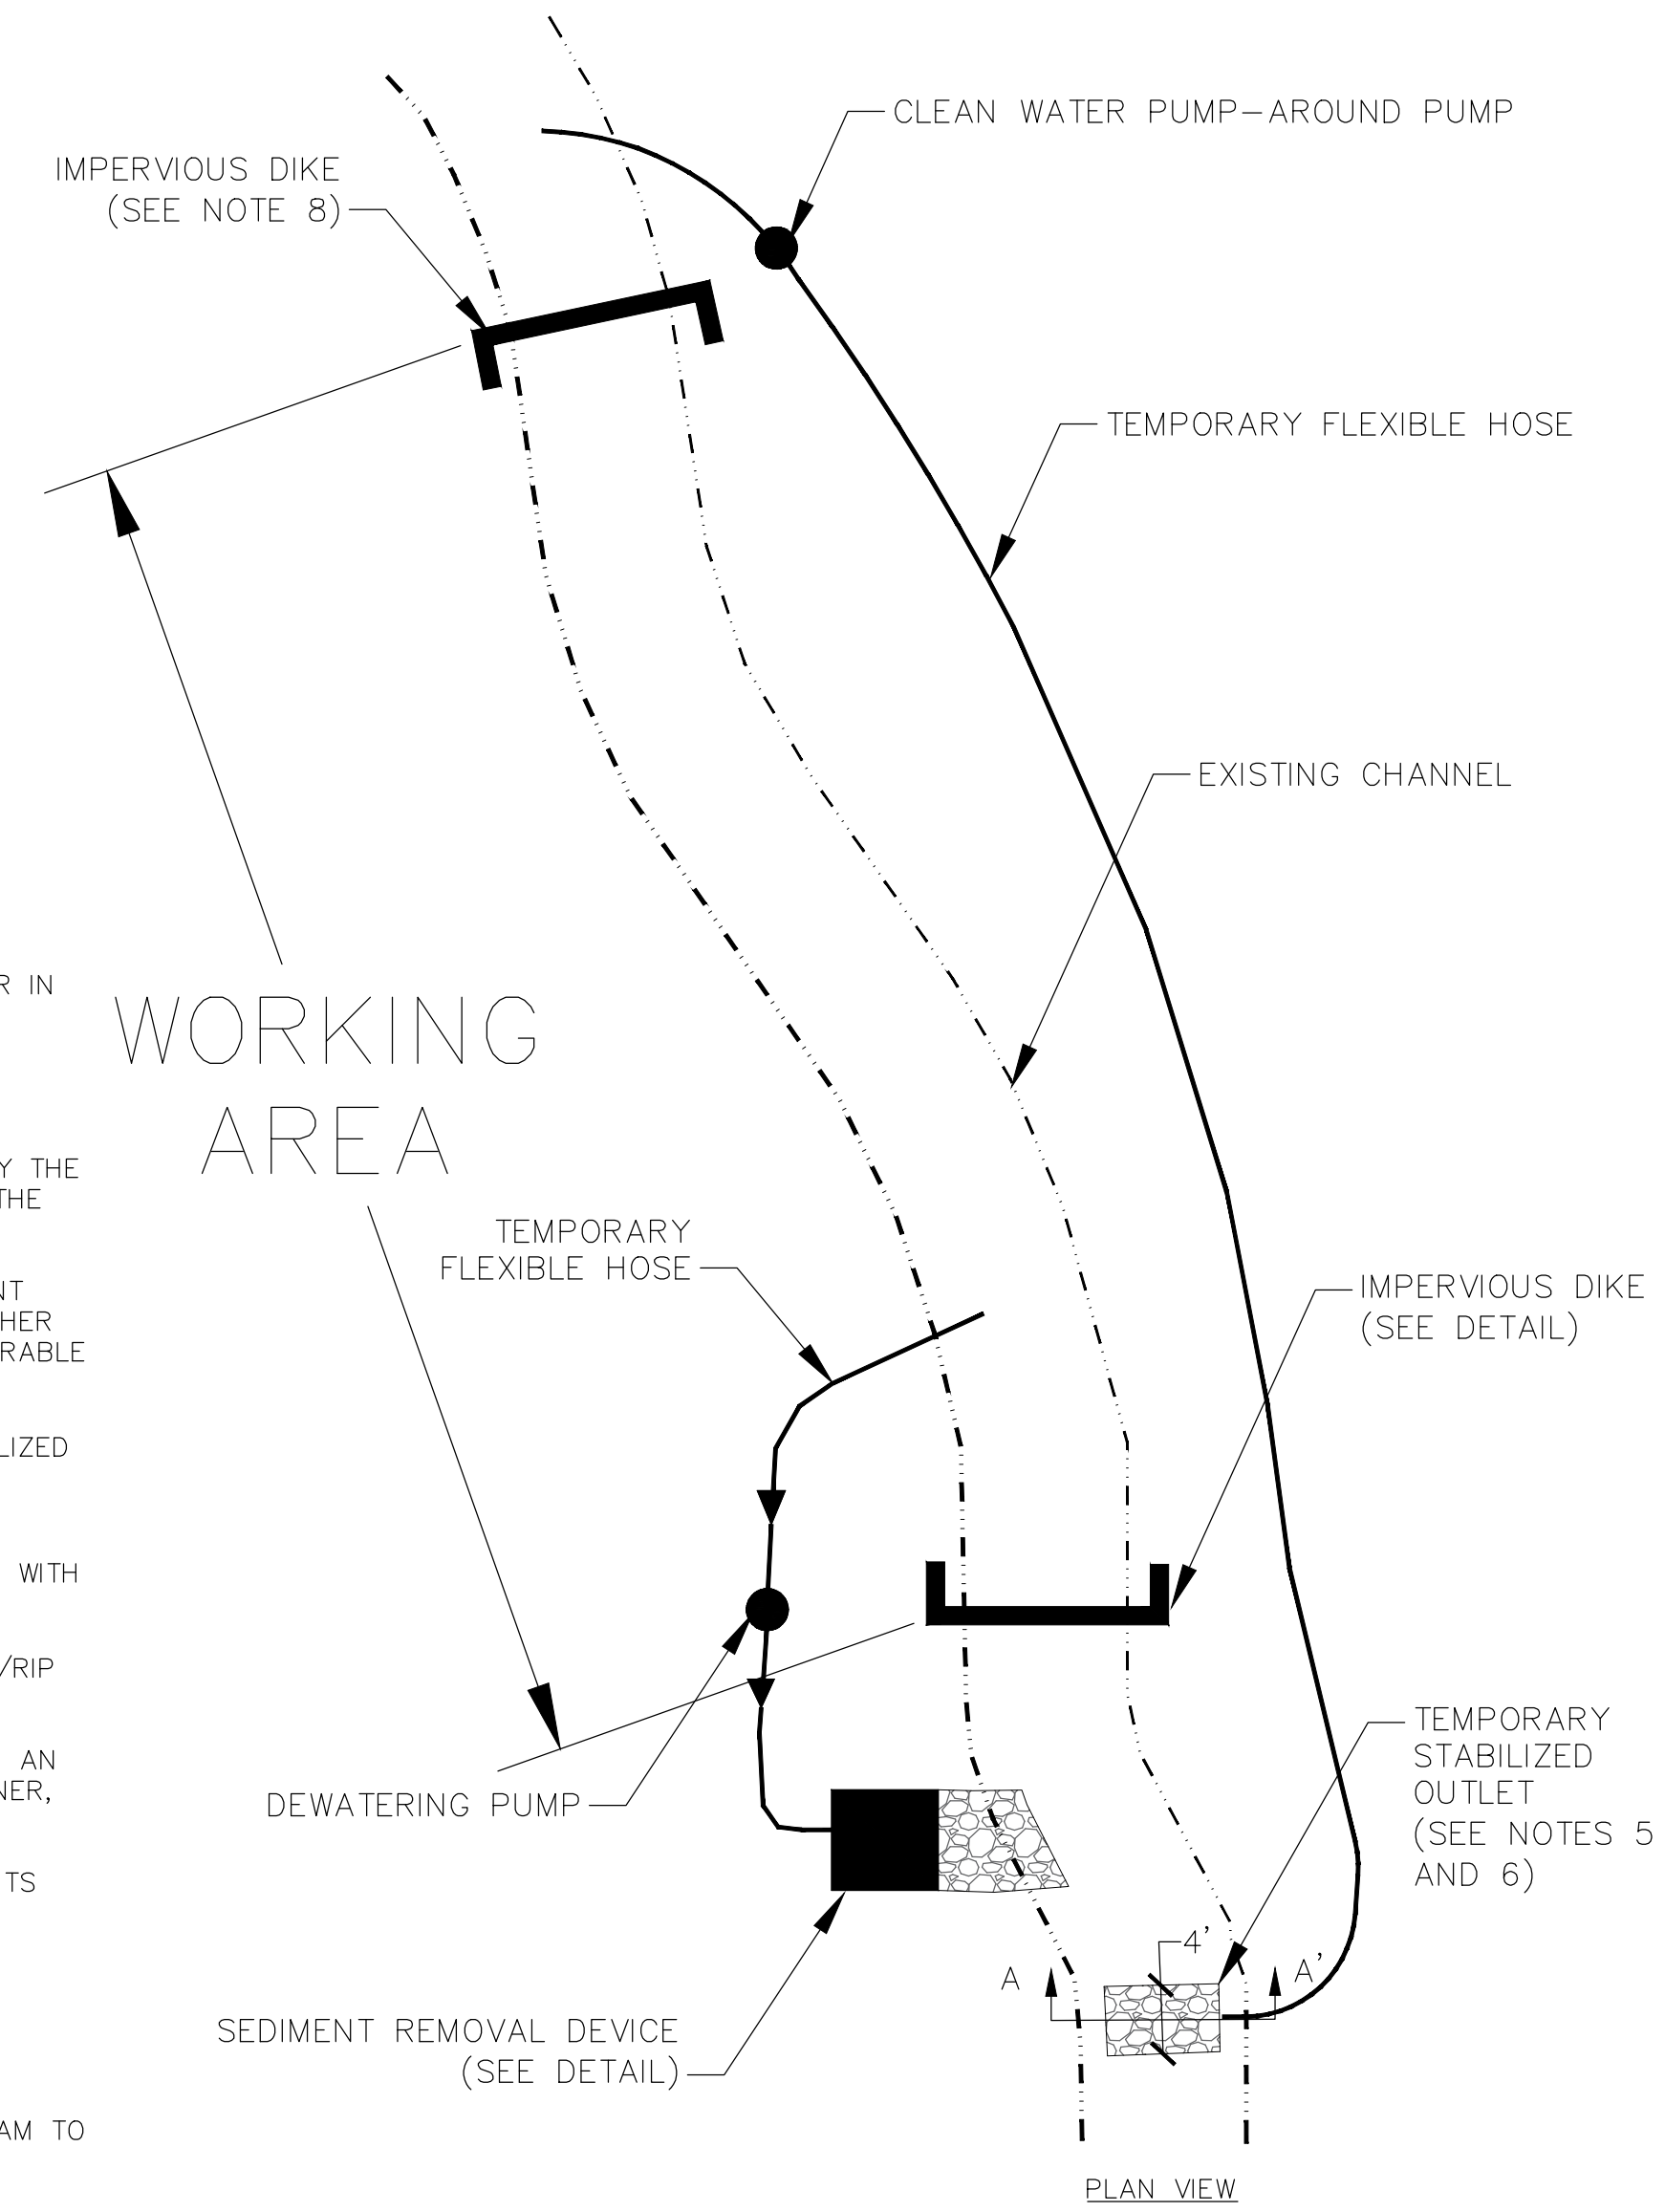 CLEAN WATER PUMP-AROUND PUMP
IMPERVIOUS DIKE
(SEE NOTE 8)
TEMPORARY FLEXIBLE HOSE
EXISTING CHANNEL
R IN
WORKING
AREA
Y THE
THE
TEMPORARY
FLEXIBLE HOSE
NT
HER
RABLE
IMPERVIOUS DIKE
(SEE DETAIL)
LIZED
WITH
/RIP
AN
NER,
DEWATERING PUMP
TEMPORARY
STABILIZED
OUTLET
(SEE NOTES 5
AND 6)
TS
4'
A
A'
SEDIMENT REMOVAL DEVICE
(SEE DETAIL)
AM TO
PLAN VIEW